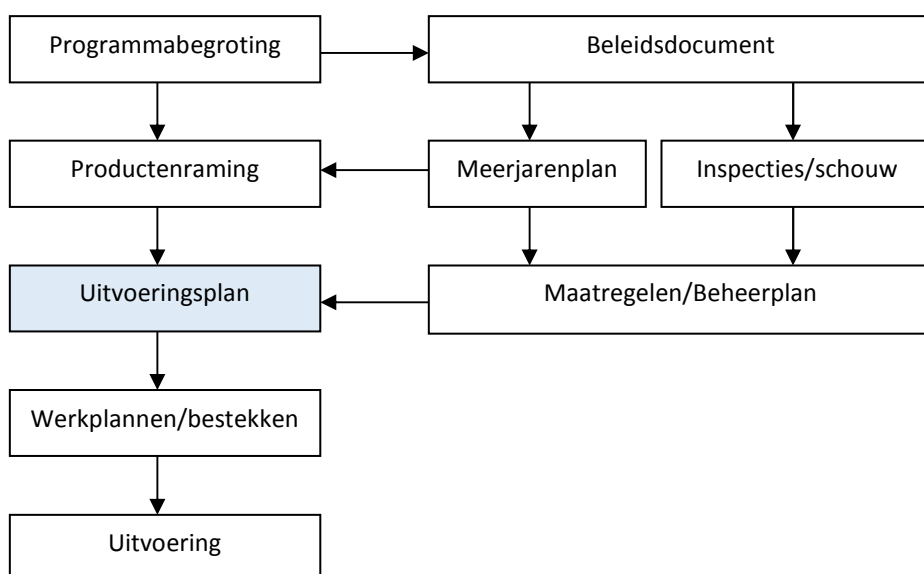 Programmabegroting
Beleidsdocument
Productenraming
Meerjarenplan
Inspecties/schouw
Uitvoeringsplan
Maatregelen/Beheerplan
Werkplannen/bestekken
Uitvoering